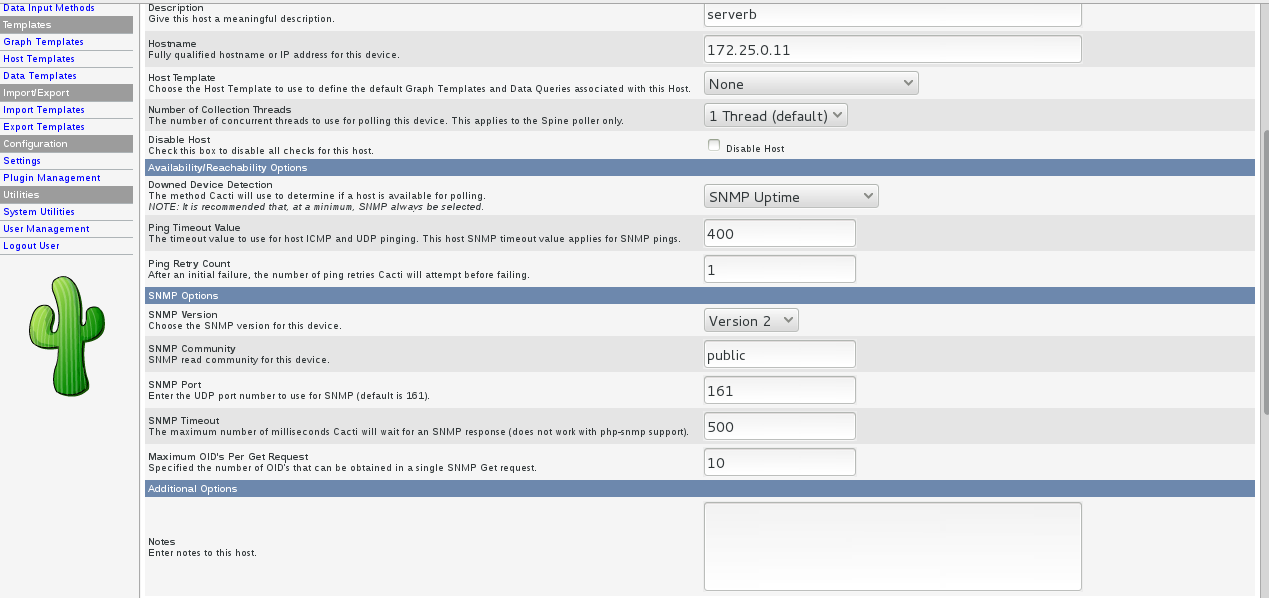 Data Input Methods
Templates
Graph Templates
Host Templates
Data Templates
Import/Export
Import Templates
Export Templates
Configuration
Settings
Plugin Management
Utilities
System Utilities
User Management
Logout User
Description
Give this host a meaningful description.
serverb
Hostname
Fully qualified hostname or IP address for this device.
172.25.0.11
Host Template
Choose the Host Template to use to define the default Graph Templates and Data Queries associated with this Host.
None
Number of Collection Threads
The number of concurrent threads to use for polling this device. This applies to the Spine poller only.
1 Thread (default)
Disable Host
Check this box to disable all checks for this host.
Disable Host
Availability/Reachability Options
Downed Device Detection
The method Cacti will use to determine if a host is available for polling.
NOTE: It is recommended that, at a minimum, SNMP always be selected.
SNMP Uptime
Ping Timeout Value
The timeout value to use for host ICMP and UDP pinging. This host SNMP timeout value applies for SNMP pings.
400
Ping Retry Count
After an initial failure, the number of ping retries Cacti will attempt before failing.
1
SNMP Options
SNMP Version
Choose the SNMP version for this device.
Version 2
SNMP Community
SNMP read community for this device.
public
SNMP Port
Enter the UDP port number to use for SNMP (default is 161).
161
SNMP Timeout
The maximum number of milliseconds Cacti will wait for an SNMP response (does not work with php-snmp support).
500
Maximum OID's Per Get Request
Specified the number of OID's that can be obtained in a single SNMP Get request.
10
Additional Options
Notes
Enter notes to this host.